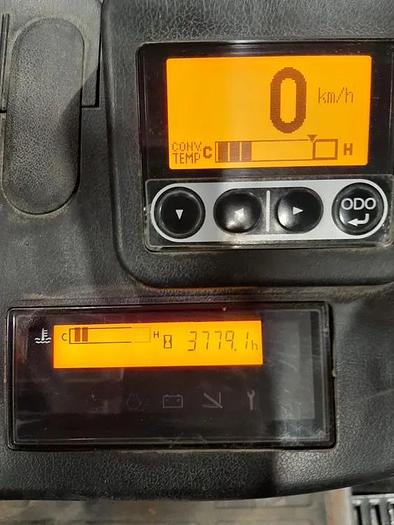 0 km/h
CONV.
TEMP C H
ODO
C H 3779.1h